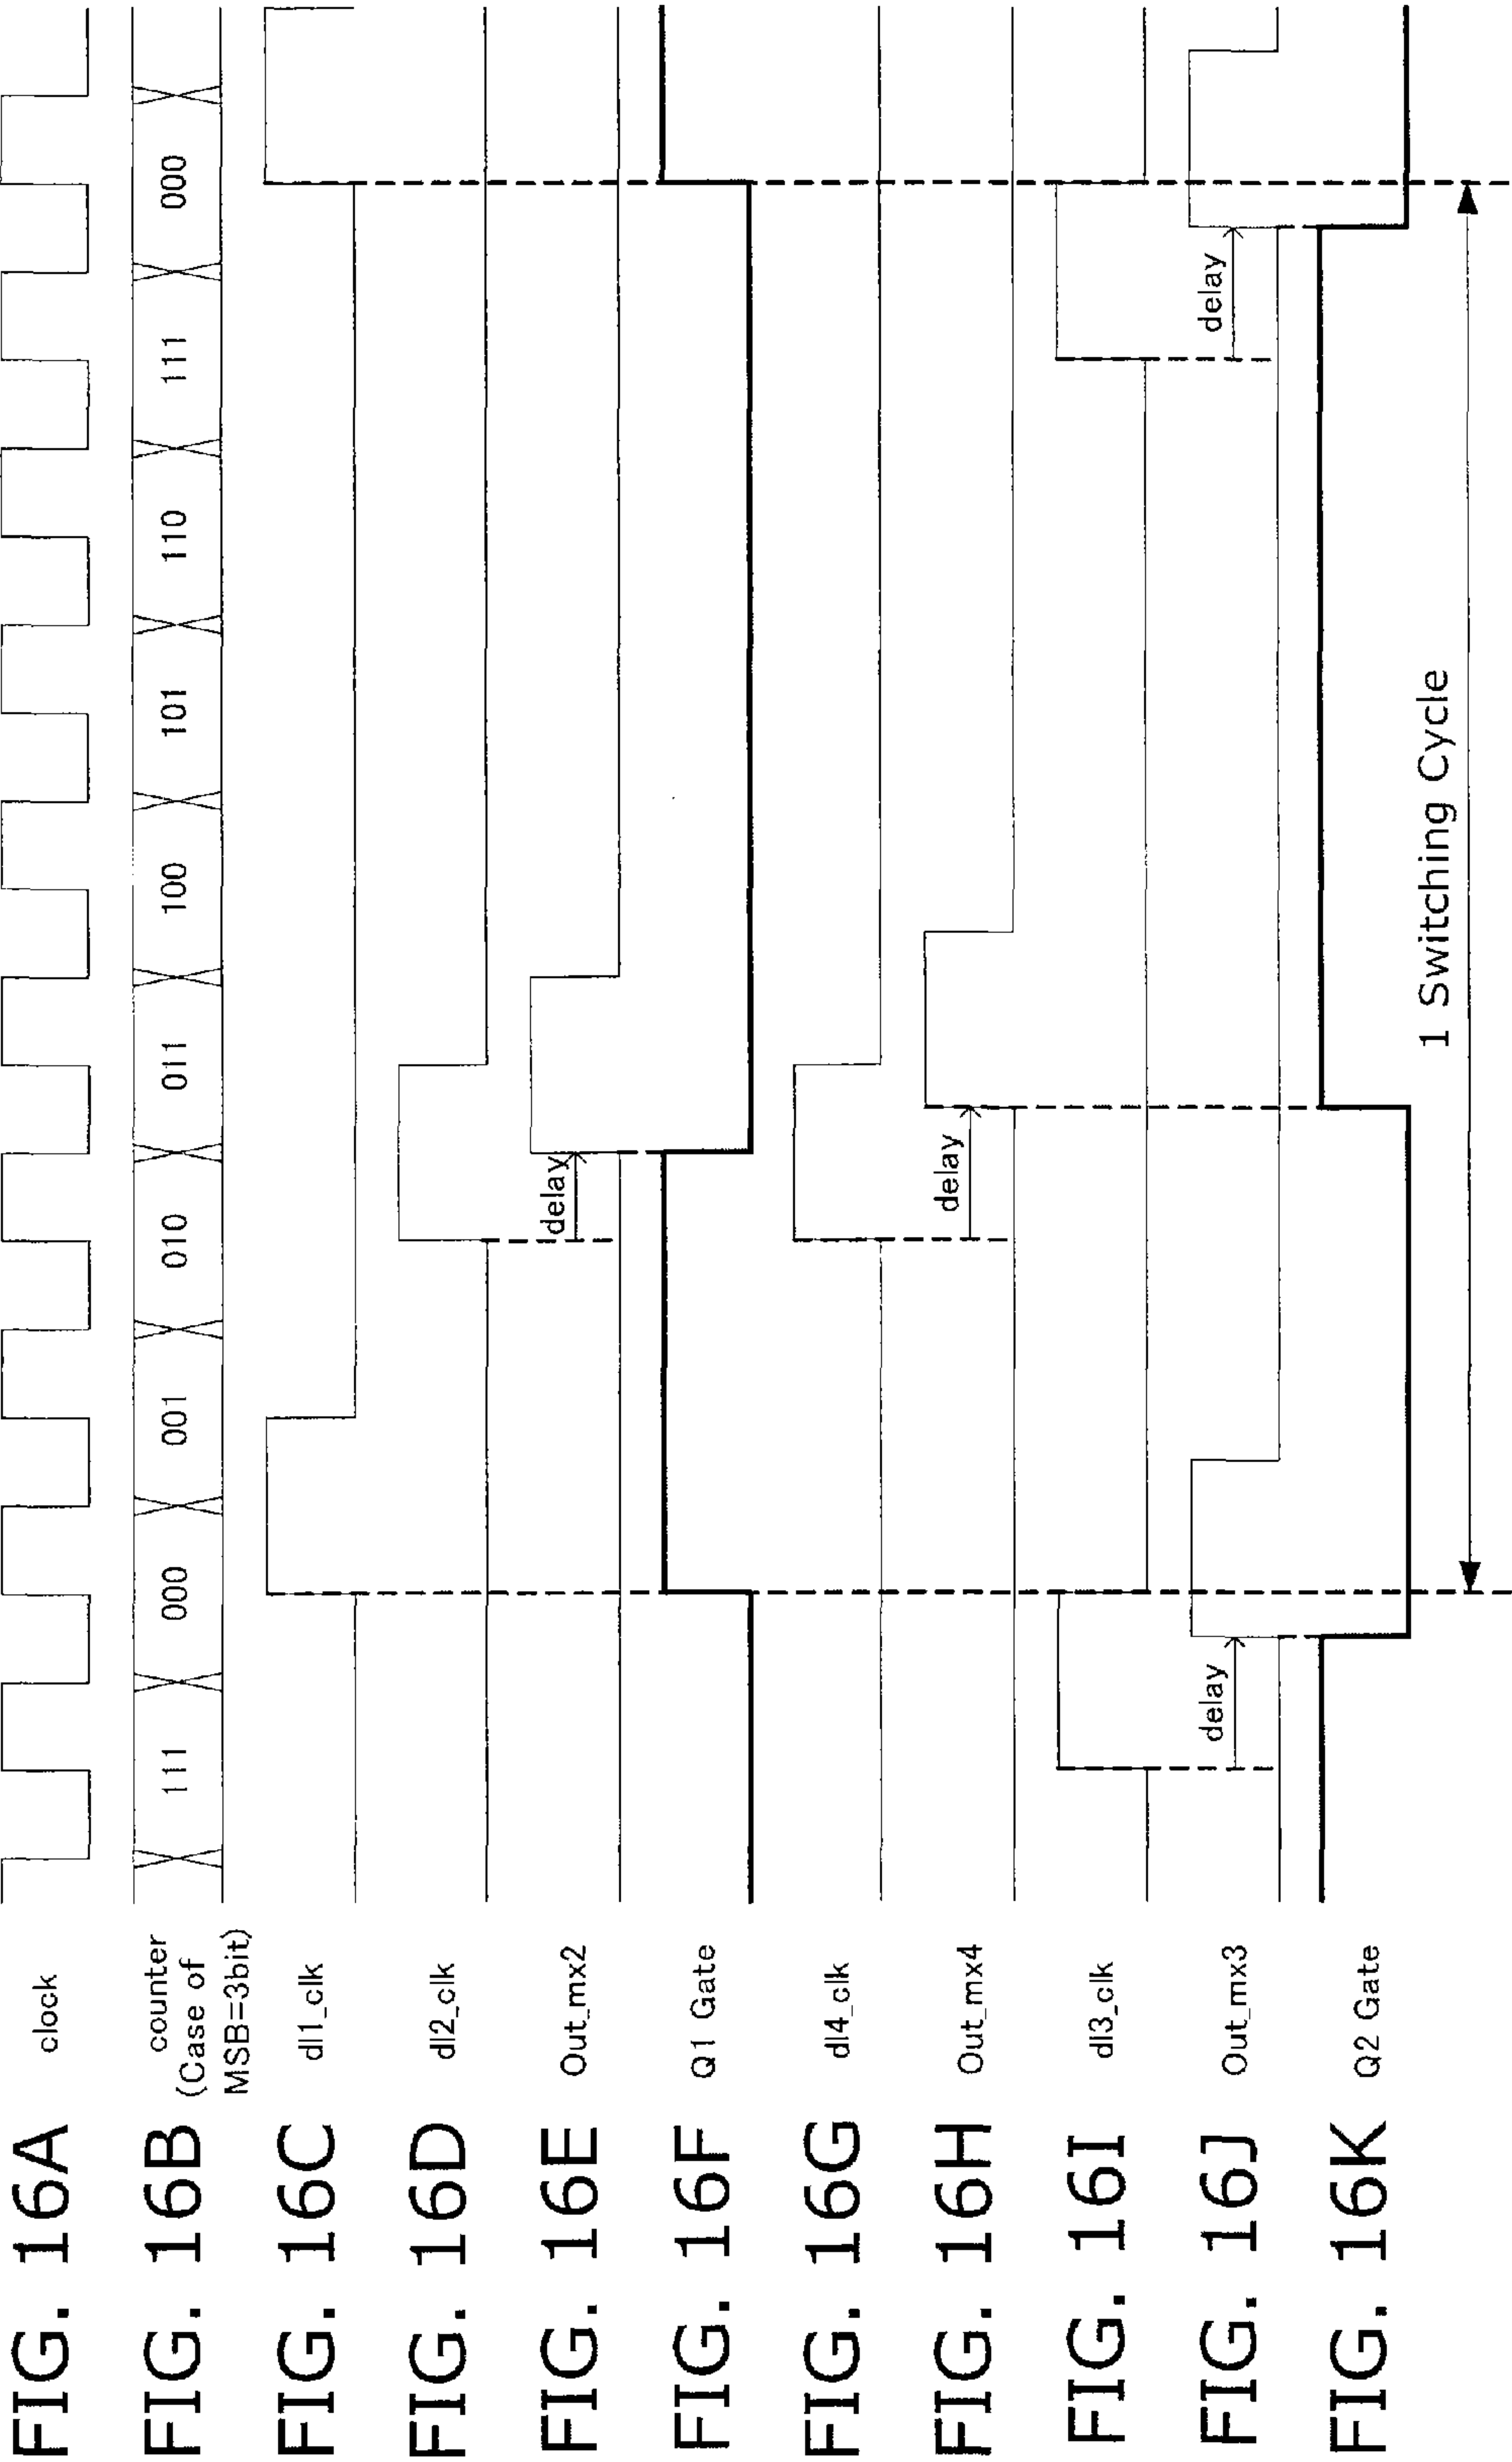 FIG. 16A clock
FIG. 16B counter
(Case of
MSB=3bit)
111 000 001 010 011 100 101 110 111 000
FIG. 16C dl1_clk
FIG. 16D dl2_clk
FIG. 16E Out_mx2
delay
FIG. 16F Q1 Gate
FIG. 16G dl4_clk
FIG. 16H Out_mx4
delay
FIG. 16I dl3_clk
FIG. 16J Out_mx3
delay delay
FIG. 16K Q2 Gate
1 Switching Cycle